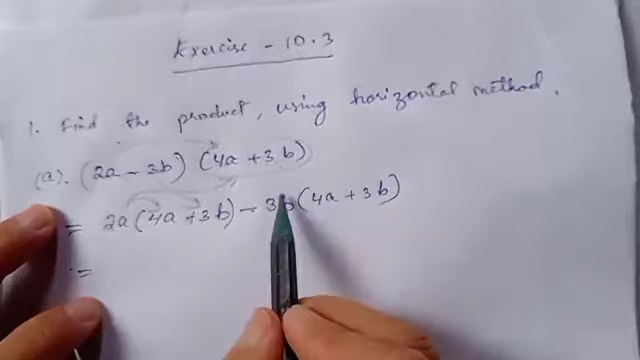 Exercise - 10.3
1. Find the product, using horizontal method.
(a). (2a - 3b) (4a + 3b)
= 2a (4a + 3b) - 3b (4a + 3b)
=